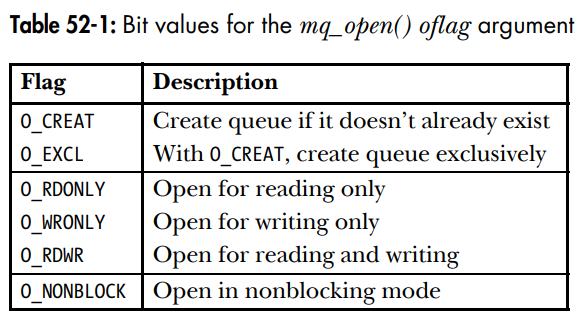 Table 52-1: Bit values for the mq_open() oflag argument
Flag Description
O_CREAT Create queue if it doesn’t already exist
O_EXCL With O_CREAT, create queue exclusively
O_RDONLY Open for reading only
O_WRONLY Open for writing only
O_RDWR Open for reading and writing
O_NONBLOCK Open in nonblocking mode